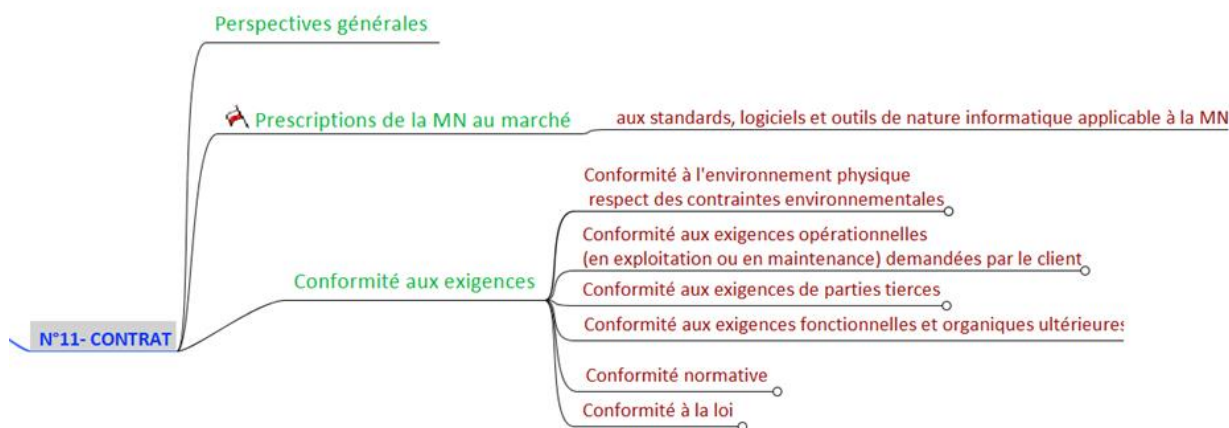 Perspectives générales
Prescriptions de la MN au marché
aux standards, logiciels et outils de nature informatique applicable à la MN
Conformité à l'environnement physique
respect des contraintes environnementales
Conformité aux exigences opérationnelles
(en exploitation ou en maintenance) demandées par le client
Conformité aux exigences
Conformité aux exigences de parties tierces
Conformité aux exigences fonctionnelles et organiques ultérieures
N°11- CONTRAT
Conformité normative
Conformité à la loi